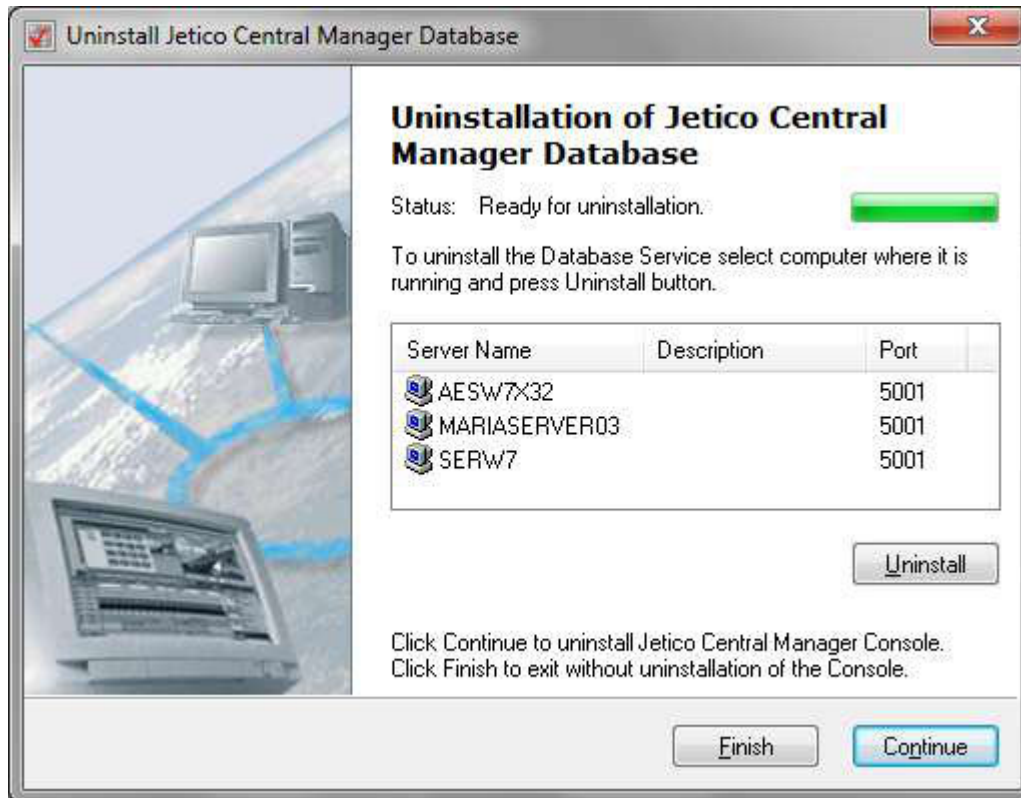 Uninstall Jetico Central Manager Database
Uninstallation of Jetico Central
Manager Database
Status: Ready for uninstallation.
To uninstall the Database Service select computer where it is
running and press Uninstall button.
Server Name Description Port
AESW7X32 5001
MARIASERVER03 5001
SERW7 5001
Uninstall
Click Continue to uninstall Jetico Central Manager Console.
Click Finish to exit without uninstallation of the Console.
Finish Continue